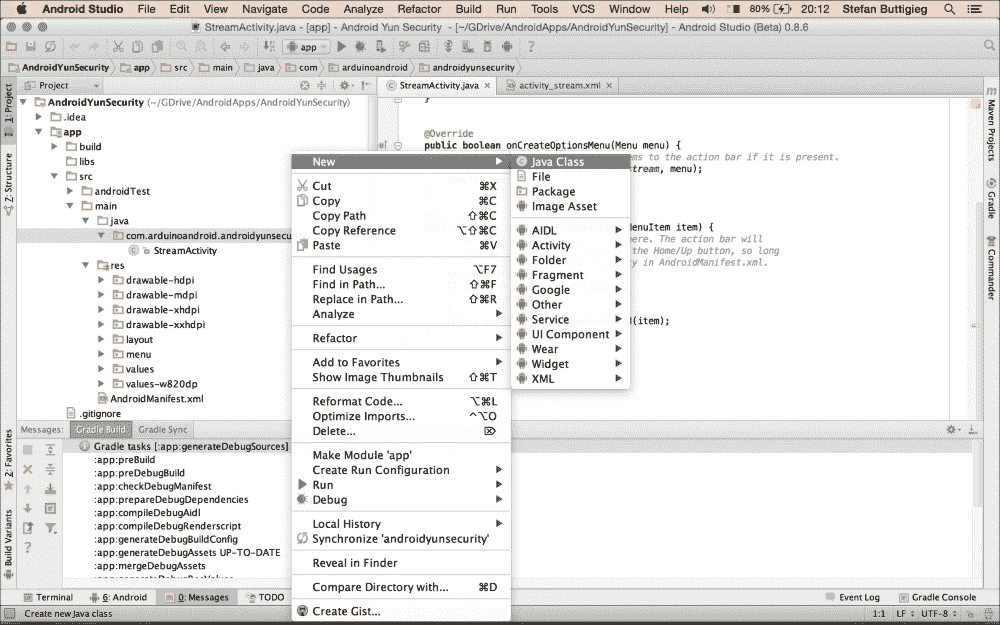 Android Studio File Edit View Navigate Code Analyze Refactor Build Run Tools VCS Window Help 80% 20:12 Stefan Buttigieg
StreamActivity.java - [app] - Android Yun Security - [~/GDrive/AndroidApps/AndroidYunSecurity] - Android Studio (Beta) 0.8.6
app
AndroidYunSecurity app src main java com arduinoandroid androidyunsecurity
Project
StreamActivity.java activity_stream.xml
1: Project
Z: Structure
2: Favorites
Build Variants
Maven Projects
Gradle
Commander
AndroidYunSecurity (~/GDrive/AndroidApps/AndroidYunSecurity)
.idea
app
build
libs
src
androidTest
main
java
com.arduinoandroid.androidyunsecu
StreamActivity
res
drawable-hdpi
drawable-mdpi
drawable-xhdpi
drawable-xxhdpi
layout
menu
values
values-w820dp
AndroidManifest.xml
.gitignore
}
@Override
public boolean onCreateOptionsMenu(Menu menu) {
ems to the action bar if it is present.
stream, menu);
MenuItem item) {
here. The action bar will
the Home/Up button, so long
ty in AndroidManifest.xml.
d(item);
New
Cut ⌘X
Copy ⌘C
Copy Path ⇧⌘C
Copy Reference ⌥⇧⌘C
Paste ⌘V
Find Usages ⌥F7
Find in Path... ⇧⌘F
Replace in Path... ⇧⌘R
Analyze
Refactor
Add to Favorites
Show Image Thumbnails ⇧⌘T
Reformat Code... ⌥⌘L
Optimize Imports... ^⌥O
Delete... ⌦
Make Module 'app'
Create Run Configuration
Run
Debug
Local History
Synchronize 'androidyunsecurity'
Reveal in Finder
Compare Directory with... ⌘D
Create Gist...
Java Class
File
Package
Image Asset
AIDL
Activity
Folder
Fragment
Google
Other
Service
UI Component
Wear
Widget
XML
Messages: Gradle Build Gradle Sync
Gradle tasks [:app:generateDebugSources]
:app:preBuild
:app:preDebugBuild
:app:checkDebugManifest
:app:prepareDebugDependencies
:app:compileDebugAidl
:app:compileDebugRenderscript
:app:generateDebugBuildConfig
:app:generateDebugAssets UP-TO-DATE
:app:mergeDebugAssets
Terminal 6: Android 0: Messages TODO Event Log Gradle Console
Create new Java class 1:1 LF UTF-8